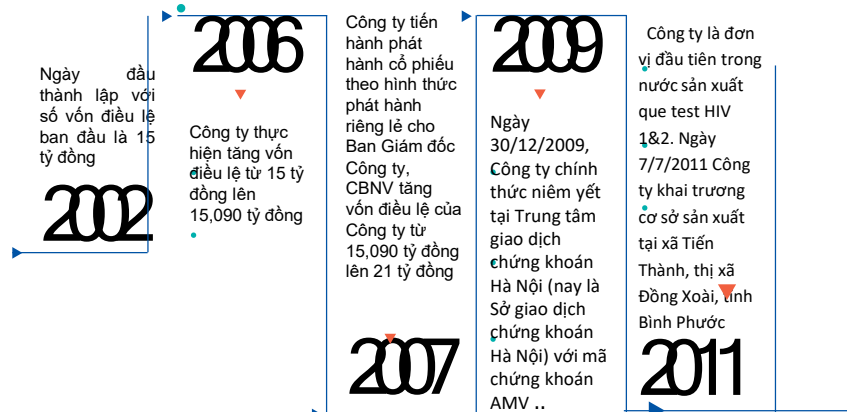 Ngày đầu
thành lập với
số vốn điều lệ
ban đầu là 15
tỷ đồng
2002
2006
Công ty thực
hiện tăng vốn
điều lệ từ 15 tỷ
đồng lên
15,090 tỷ đồng
Công ty tiến
hành phát
hành cổ phiếu
theo hình thức
phát hành
riêng lẻ cho
Ban Giám đốc
Công ty,
CBNV tăng
vốn điều lệ của
Công ty từ
15,090 tỷ đồng
lên 21 tỷ đồng
2007
2009
Ngày
30/12/2009,
Công ty chính
thức niêm yết
tại Trung tâm
giao dịch
chứng khoán
Hà Nội (nay là
Sở giao dịch
chứng khoán
Hà Nội) với mã
chứng khoán
AMV ..
Công ty là đơn
vị đầu tiên trong
nước sản xuất
que test HIV
1&2. Ngày
7/7/2011 Công
ty khai trương
cơ sở sản xuất
tại xã Tiến
Thành, thị xã
Đồng Xoài, tỉnh
Bình Phước
2011